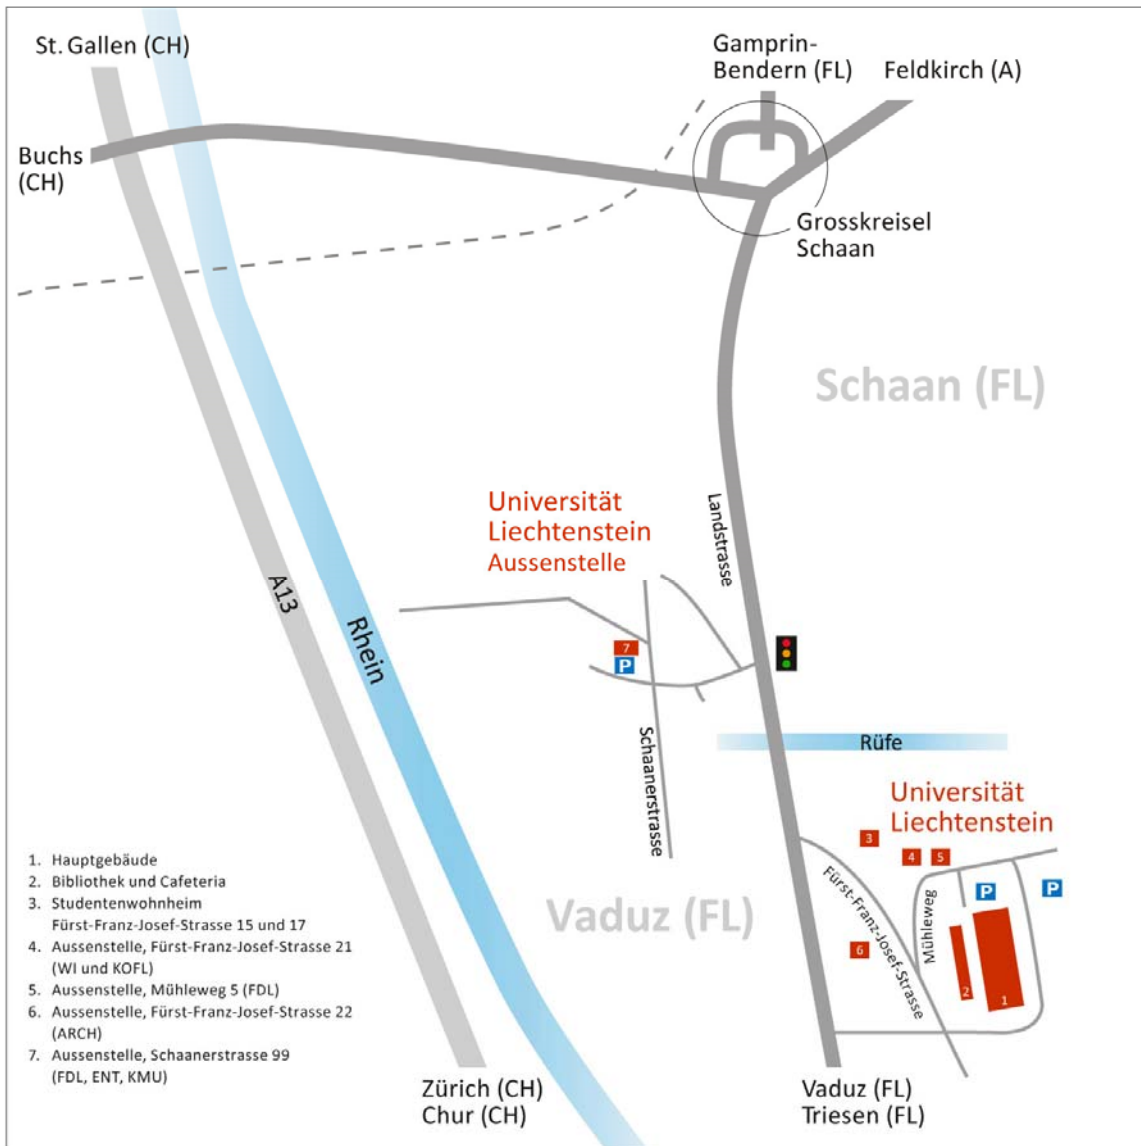 St. Gallen (CH)
Gamprin-
Bendern (FL)
Feldkirch (A)
Buchs
(CH)
Grosskreisel
Schaan
Schaan (FL)
Universität
Liechtenstein
Aussenstelle
Landstrasse
A13
Rhein
7
P
Schaanerstrasse
Rüfe
Universität
Liechtenstein
3
4
5
P
P
Fürst-Franz-Josef-Strasse
Mühleweg
6
2
1
Vaduz (FL)
1. Hauptgebäude
2. Bibliothek und Cafeteria
3. Studentenwohnheim
Fürst-Franz-Josef-Strasse 15 und 17
4. Aussenstelle, Fürst-Franz-Josef-Strasse 21
(WI und KOFL)
5. Aussenstelle, Mühleweg 5 (FDL)
6. Aussenstelle, Fürst-Franz-Josef-Strasse 22
(ARCH)
7. Aussenstelle, Schaanerstrasse 99
(FDL, ENT, KMU)
Zürich (CH)
Chur (CH)
Vaduz (FL)
Triesen (FL)